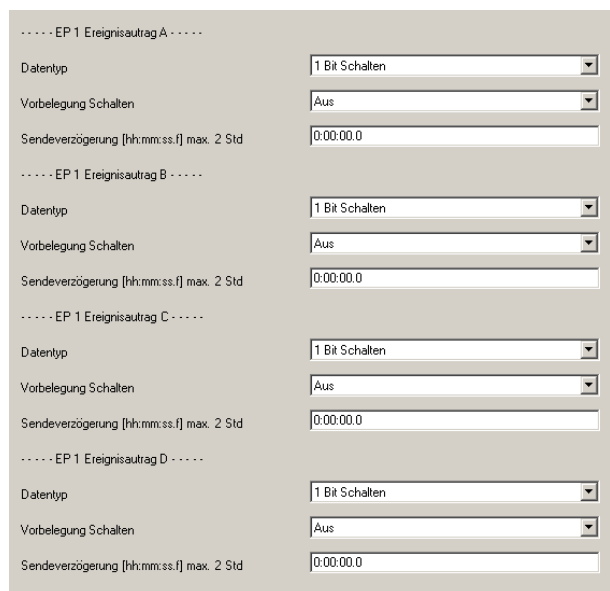 - - - - - EP 1 Ereignisautrag A - - - - -
Datentyp 1 Bit Schalten
Vorbelegung Schalten Aus
Sendeverzögerung [hh:mm:ss.f] max. 2 Std 0:00:00.0
- - - - - EP 1 Ereignisautrag B - - - - -
Datentyp 1 Bit Schalten
Vorbelegung Schalten Aus
Sendeverzögerung [hh:mm:ss.f] max. 2 Std 0:00:00.0
- - - - - EP 1 Ereignisautrag C - - - - -
Datentyp 1 Bit Schalten
Vorbelegung Schalten Aus
Sendeverzögerung [hh:mm:ss.f] max. 2 Std 0:00:00.0
- - - - - EP 1 Ereignisautrag D - - - - -
Datentyp 1 Bit Schalten
Vorbelegung Schalten Aus
Sendeverzögerung [hh:mm:ss.f] max. 2 Std 0:00:00.0